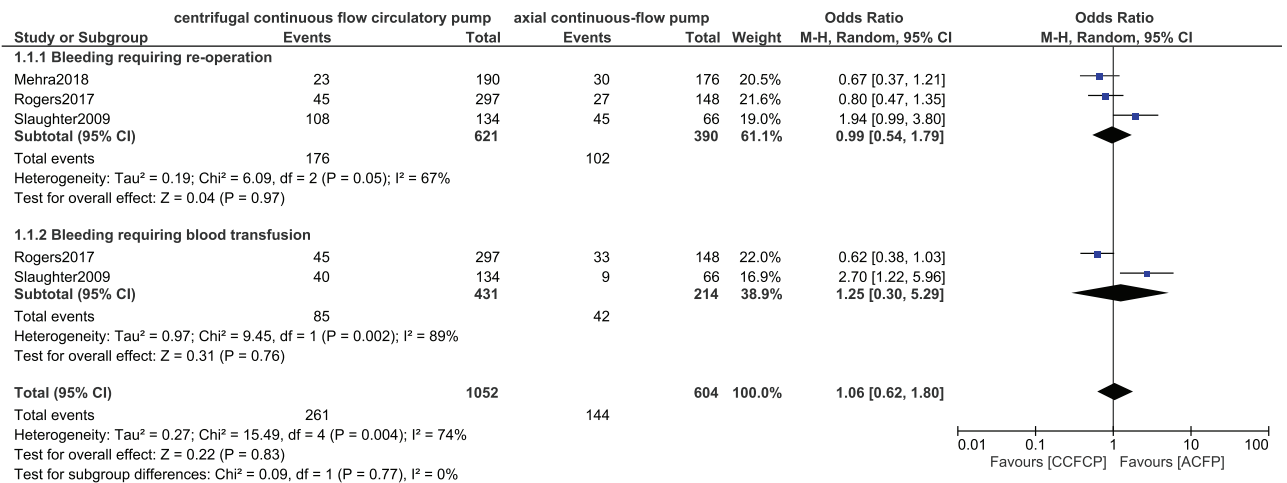 centrifugal continuous flow circulatory pump axial continuous-flow pump Odds Ratio Odds Ratio
Study or Subgroup Events Total Events Total Weight M-H, Random, 95% CI M-H, Random, 95% CI
1.1.1 Bleeding requiring re-operation
Mehra2018 23 190 30 176 20.5% 0.67 [0.37, 1.21]
Rogers2017 45 297 27 148 21.6% 0.80 [0.47, 1.35]
Slaughter2009 108 134 45 66 19.0% 1.94 [0.99, 3.80]
Subtotal (95% CI) 621 390 61.1% 0.99 [0.54, 1.79]
Total events 176 102
Heterogeneity: Tau² = 0.19; Chi² = 6.09, df = 2 (P = 0.05); I² = 67%
Test for overall effect: Z = 0.04 (P = 0.97)
1.1.2 Bleeding requiring blood transfusion
Rogers2017 45 297 33 148 22.0% 0.62 [0.38, 1.03]
Slaughter2009 40 134 9 66 16.9% 2.70 [1.22, 5.96]
Subtotal (95% CI) 431 214 38.9% 1.25 [0.30, 5.29]
Total events 85 42
Heterogeneity: Tau² = 0.97; Chi² = 9.45, df = 1 (P = 0.002); I² = 89%
Test for overall effect: Z = 0.31 (P = 0.76)
Total (95% CI) 1052 604 100.0% 1.06 [0.62, 1.80]
Total events 261 144
Heterogeneity: Tau² = 0.27; Chi² = 15.49, df = 4 (P = 0.004); I² = 74%
Test for overall effect: Z = 0.22 (P = 0.83)
Test for subgroup differences: Chi² = 0.09, df = 1 (P = 0.77), I² = 0%
0.01 0.1 1 10 100
Favours [CCFCP] Favours [ACFP]